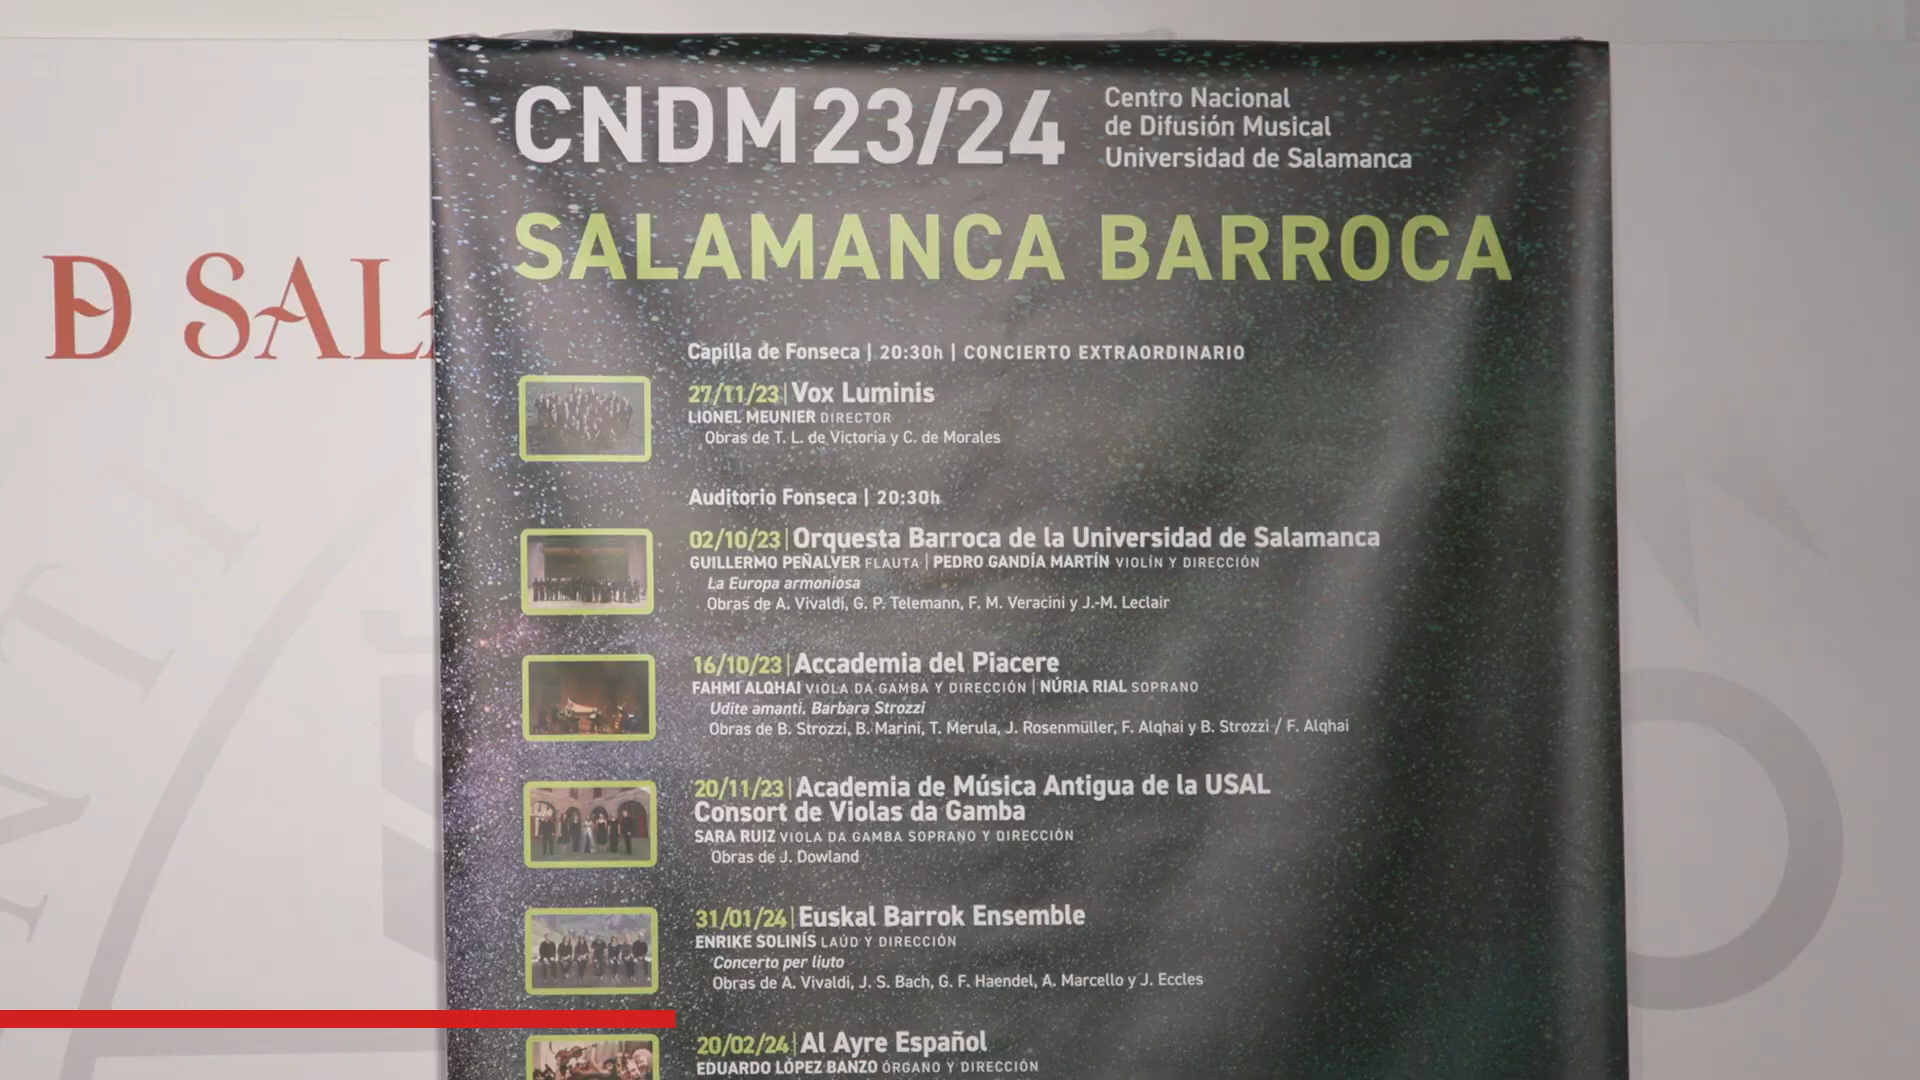 CNDM 23/24
Centro Nacional
de Difusión Musical
Universidad de Salamanca
SALAMANCA BARROCA
D SALA
Capilla de Fonseca | 20:30h | CONCIERTO EXTRAORDINARIO
27/11/23 | Vox Luminis
LIONEL MEUNIER DIRECTOR
Obras de T. L. de Victoria y C. de Morales
Auditorio Fonseca | 20:30h
02/10/23 | Orquesta Barroca de la Universidad de Salamanca
GUILLERMO PEÑALVER FLAUTA | PEDRO GANDÍA MARTÍN VIOLÍN Y DIRECCIÓN
La Europa armoniosa
Obras de A. Vivaldi, G. P. Telemann, F. M. Veracini y J.-M. Leclair
16/10/23 | Accademia del Piacere
FAHMI ALQHAI VIOLA DA GAMBA Y DIRECCIÓN | NÚRIA RIAL SOPRANO
Udite amanti. Barbara Strozzi
Obras de B. Strozzi, B. Marini, T. Merula, J. Rosenmüller, F. Alqhai y B. Strozzi / F. Alqhai
20/11/23 | Academia de Música Antigua de la USAL
Consort de Violas da Gamba
SARA RUIZ VIOLA DA GAMBA SOPRANO Y DIRECCIÓN
Obras de J. Dowland
31/01/24 | Euskal Barrok Ensemble
ENRIKE SOLINÍS LAÚD Y DIRECCIÓN
Concerto per liuto
Obras de A. Vivaldi, J. S. Bach, G. F. Haendel, A. Marcello y J. Eccles
20/02/24 | Al Ayre Español
EDUARDO LÓPEZ BANZO ÓRGANO Y DIRECCIÓN